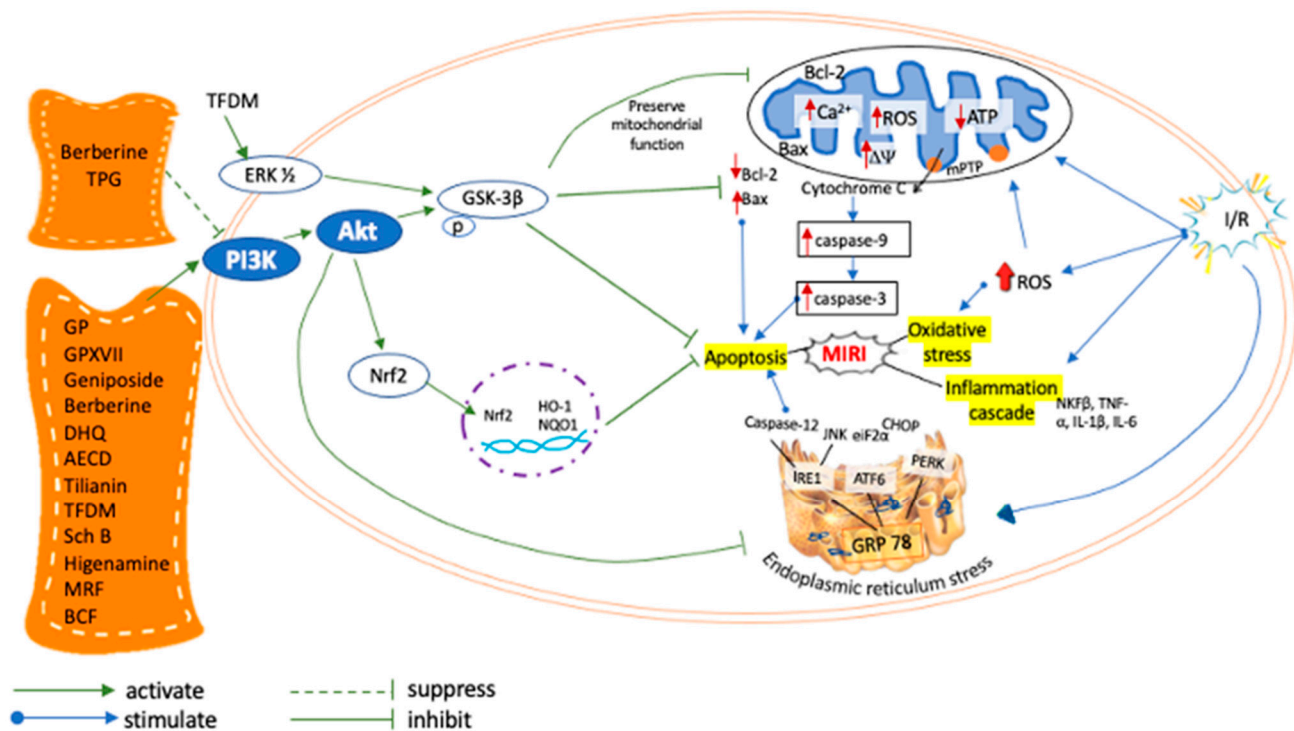 TFDM
Berberine
TPG
ERK ½
PI3K
Akt
GSK-3β
p
Preserve
mitochondrial
function
Bcl-2
Ca²⁺
ROS
ATP
Bax
ΔΨ
mPTP
Cytochrome C
Bcl-2
Bax
caspase-9
caspase-3
I/R
ROS
Apoptosis
MIRI
Oxidative
stress
Inflammation
cascade
NKFβ, TNF-
α, IL-1β, IL-6
GP
GPXVII
Geniposide
Berberine
DHQ
AECD
Tilianin
TFDM
Sch B
Higenamine
MRF
BCF
Nrf2
Nrf2
HO-1
NQO1
Caspase-12
JNK
eiF2α
CHOP
IRE1
ATF6
PERK
GRP 78
Endoplasmic reticulum stress
activate
suppress
stimulate
inhibit